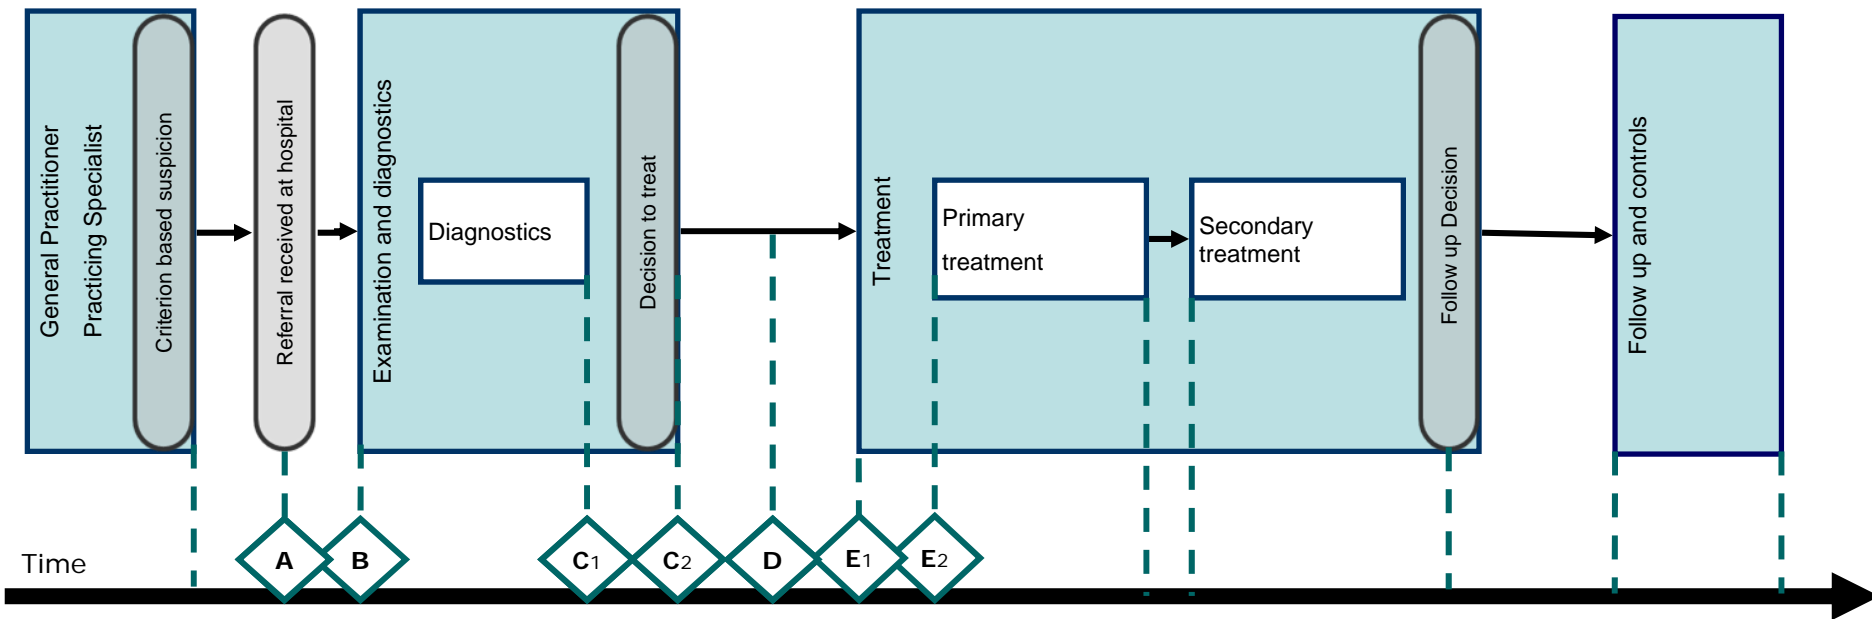 General Practitioner
Practicing Specialist
Criterion based suspicion
Referral received at hospital
Examination and diagnostics
Diagnostics
Decision to treat
Treatment
Primary
treatment
Secondary
treatment
Follow up Decision
Follow up and controls
Time
A
B
C1
C2
D
E1
E2